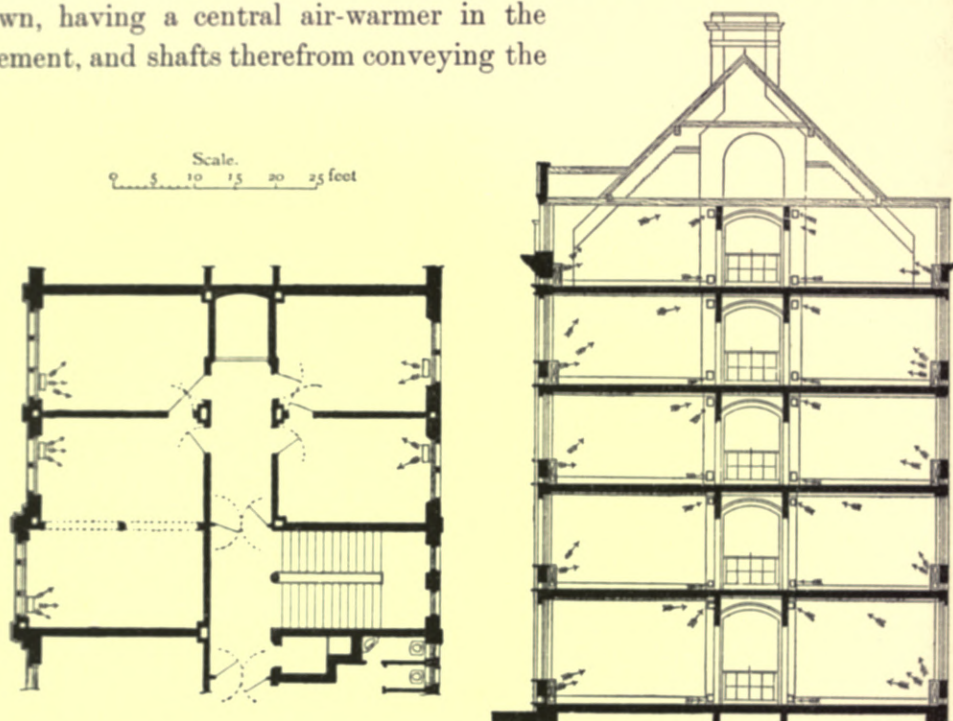 wn, having a central air-warmer in the
ement, and shafts therefrom conveying the
Scale.
0 5 10 15 20 25 feet